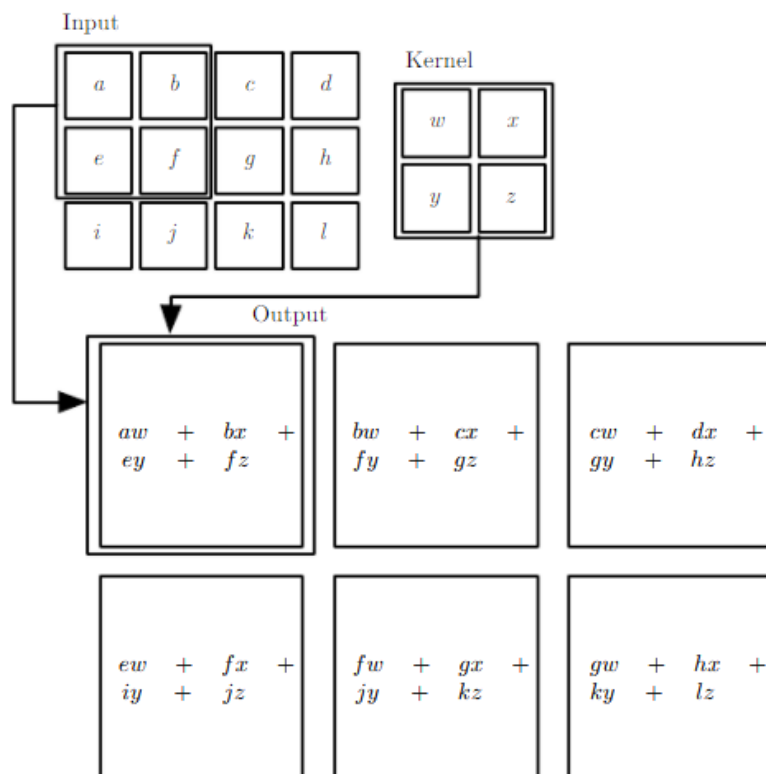 Input
a b c d
e f g h
i j k l
Kernel
w x
y z
Output
aw + bx +
ey + fz
bw + cx +
fy + gz
cw + dx +
gy + hz
ew + fx +
iy + jz
fw + gx +
jy + kz
gw + hx +
ky + lz